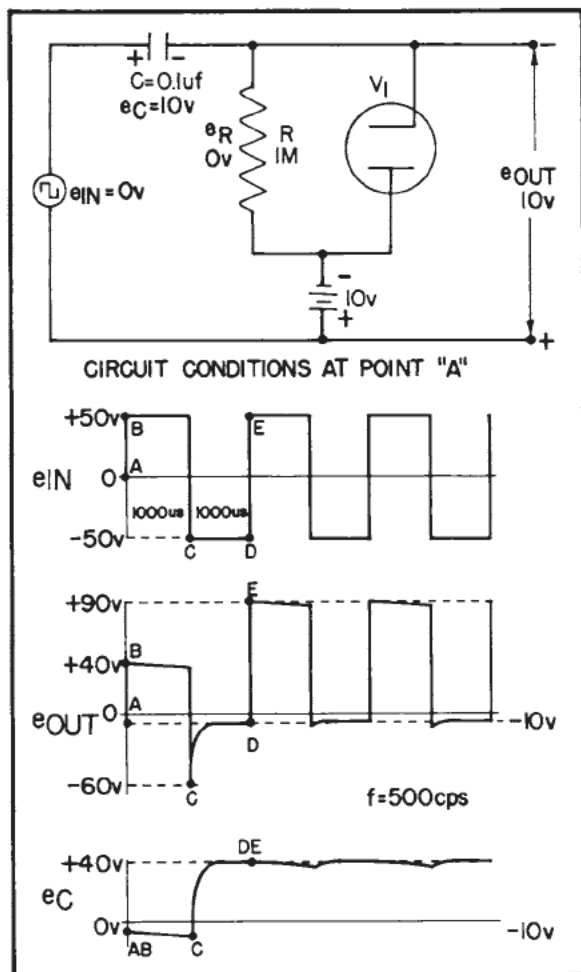 + - -
C=0.1uf
eC=10v
V1
eR R
0v 1M
eOUT
10v
eIN=0v
-
10v
+
+
CIRCUIT CONDITIONS AT POINT "A"
+50v
B E
A
eIN 0
1000us 1000us
-50v
C D
E
+90v
B
+40v
A
0
eOUT D -10v
-60v
C
f=500cps
DE
+40v
eC
0v -10v
AB C